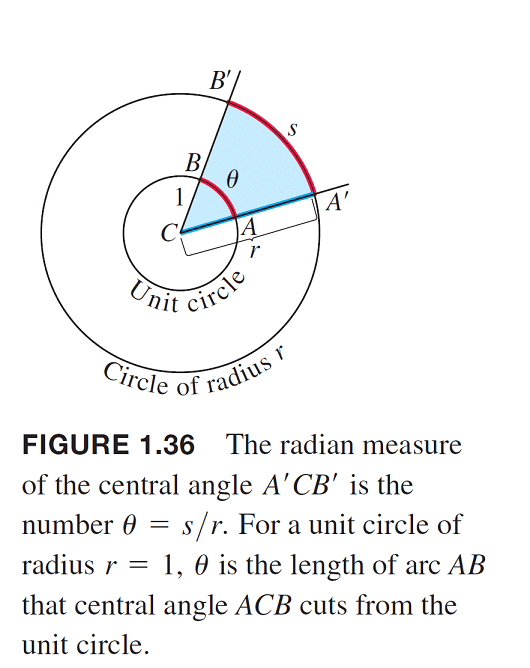 B′
s
B
θ
1
A′
C
A
r
Unit circle
Circle of radius r
FIGURE 1.36 The radian measure
of the central angle A′CB′ is the
number θ = s/r. For a unit circle of
radius r = 1, θ is the length of arc AB
that central angle ACB cuts from the
unit circle.